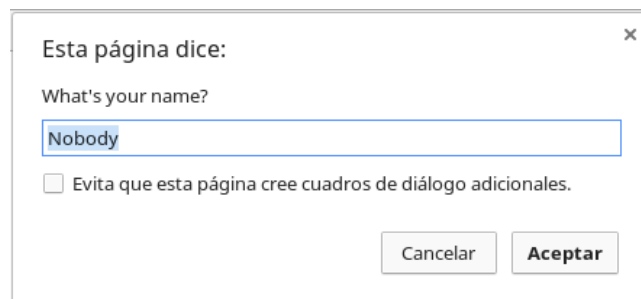 Esta página dice:
What's your name?
Nobody
Evita que esta página cree cuadros de diálogo adicionales.
Cancelar Aceptar